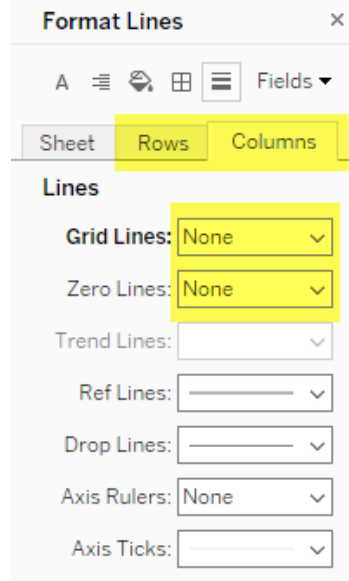 Format Lines ×
A Fields
Sheet Rows Columns
Lines
Grid Lines: None
Zero Lines: None
Trend Lines:
Ref Lines:
Drop Lines:
Axis Rulers: None
Axis Ticks: